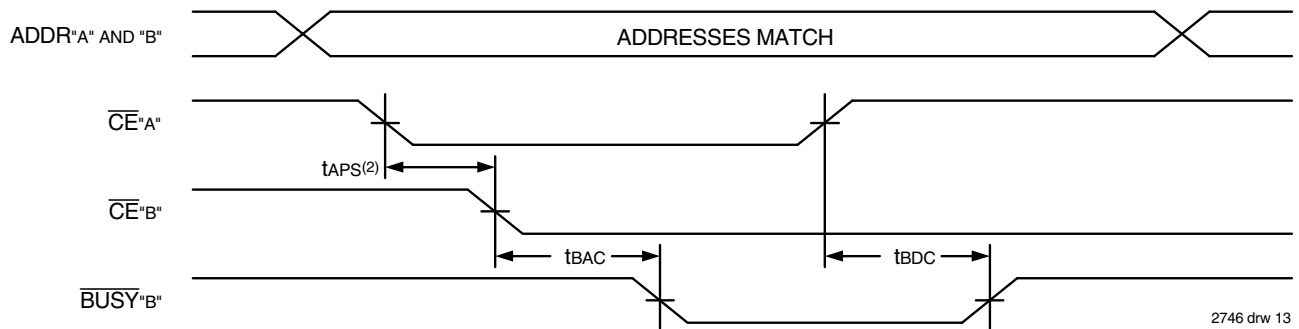 ADDR"A" AND "B"
ADDRESSES MATCH
CE"A"
tAPS(2)
CE"B"
tBAC
tBDC
BUSY"B"
2746 drw 13